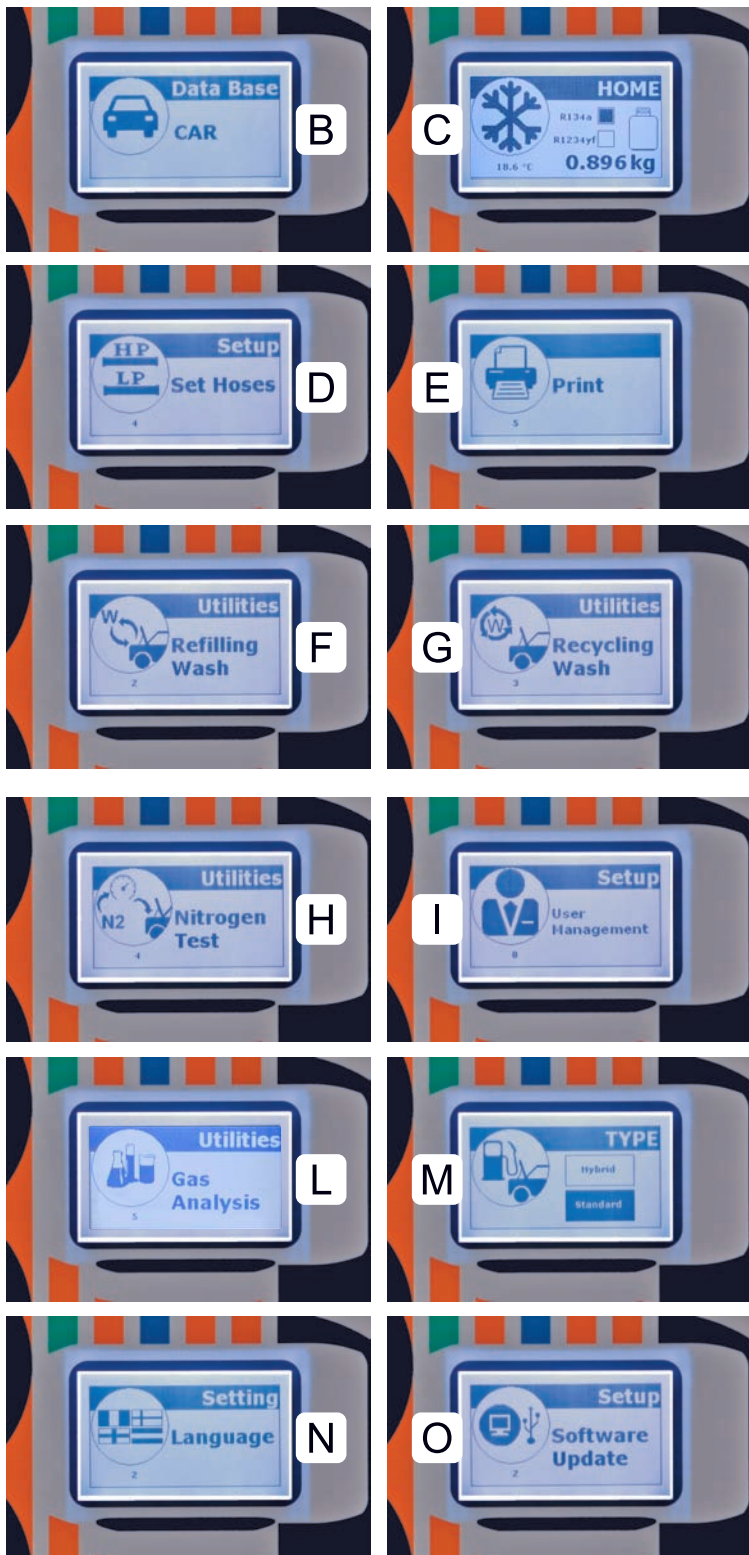 Data Base
CAR
B
C
HOME
R134a
R1234yf
18.6 °C
0.896 kg
Setup
HP
LP
Set Hoses
4
D
E
Print
5
Utilities
W
Refilling
Wash
2
F
G
Utilities
W
Recycling
Wash
3
Utilities
N2
Nitrogen
Test
4
H
I
Setup
User
Management
8
Utilities
Gas
Analysis
5
L
M
TYPE
Hybrid
Standard
Setting
Language
2
N
O
Setup
Software
Update
2